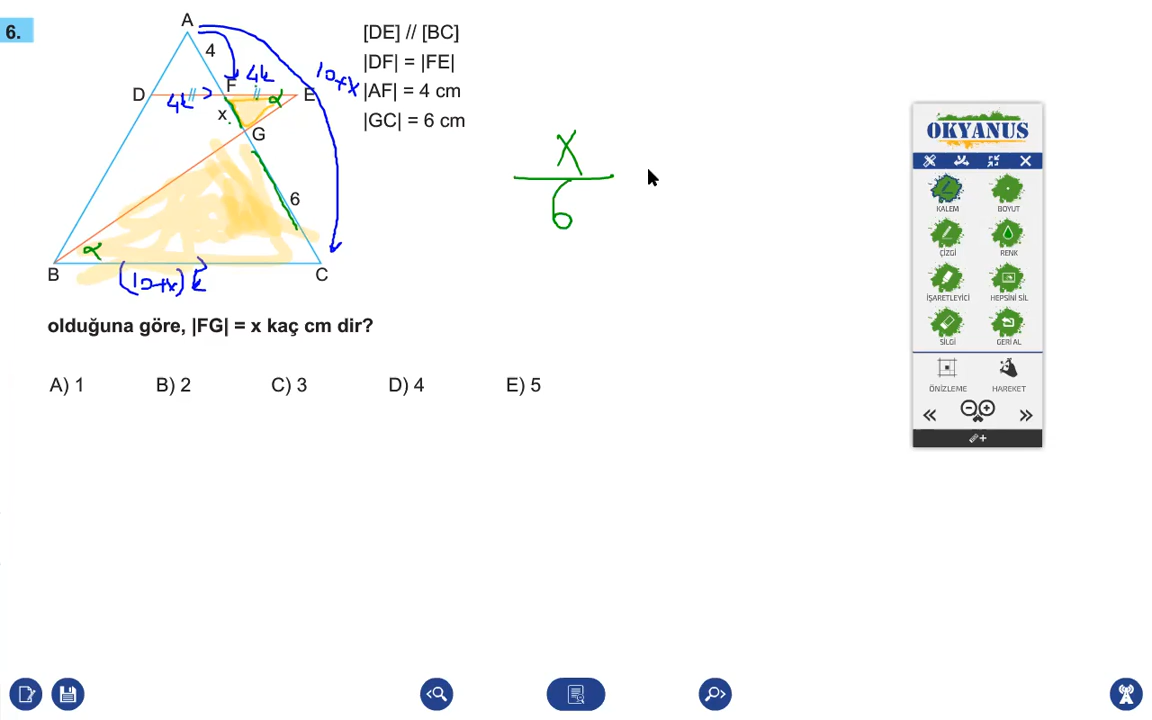 6.
A
4
[DE] // [BC]
|DF| = |FE|
|AF| = 4 cm
|GC| = 6 cm
D
4k
F
4k
α
E
10+x
x
G
6
α
B
(10+x)k
C
x
6
olduğuna göre, |FG| = x kaç cm dir?
A) 1
B) 2
C) 3
D) 4
E) 5
OKYANUS
KALEM
BOYUT
ÇİZGİ
RENK
İŞARETLEYİCİ
HEPSİNİ SİL
SİLGİ
GERİ AL
ÖNİZLEME
HAREKET